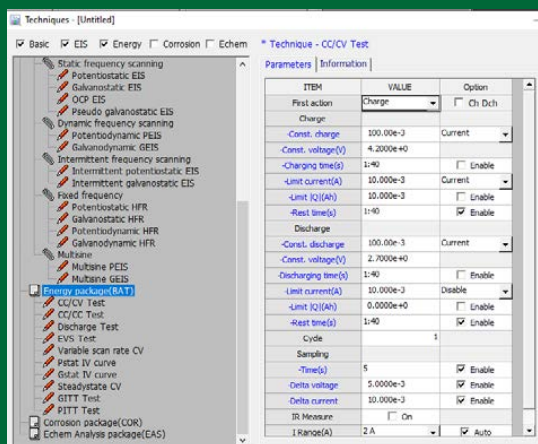 Techniques - [Untitled]
Basic EIS Energy Corrosion Echem
Static frequency scanning
Potentiostatic EIS
Galvanostatic EIS
OCP EIS
Pseudo galvanostatic EIS
Dynamic frequency scanning
Potentiodynamic PEIS
Galvanodynamic GEIS
Intermittent frequency scanning
Intermittent potentiostatic EIS
Intermittent galvanostatic EIS
Fixed frequency
Potentiostatic HFR
Galvanostatic HFR
Potentiodynamic HFR
Galvanodynamic HFR
Multisine
Multisine PEIS
Multisine GEIS
Energy package(BAT)
CC/CV Test
CC/CC Test
Discharge Test
EVS Test
Variable scan rate CV
Pstat IV curve
Gstat IV curve
Steadystate CV
GITT Test
PITT Test
Corrosion package(COR)
Echem Analysis package(EAS)
* Technique - CC/CV Test
Parameters Information
ITEM VALUE Option
First action Charge Ch Dch
Charge
-Const. charge 100.00e-3 Current
-Const. voltage(V) 4.2000e+0
-Charging time(s) 1:40 Enable
-Limit current(A) 10.000e-3 Current
-Limit |Q|(Ah) 10.000e-3 Enable
-Rest time(s) 1:40 Enable
Discharge
-Const. discharge 100.00e-3 Current
-Const. voltage(V) 2.7000e+0
-Discharging time(s) 1:40 Enable
-Limit current(A) 10.000e-3 Disable
-Limit |Q|(Ah) 0.0000e+0 Enable
-Rest time(s) 1:40 Enable
Cycle 1
Sampling
-Time(s) 5 Enable
-Delta voltage 5.0000e-3 Enable
-Delta current 10.000e-3 Enable
IR Measure On
I Range(A) 2 A Auto